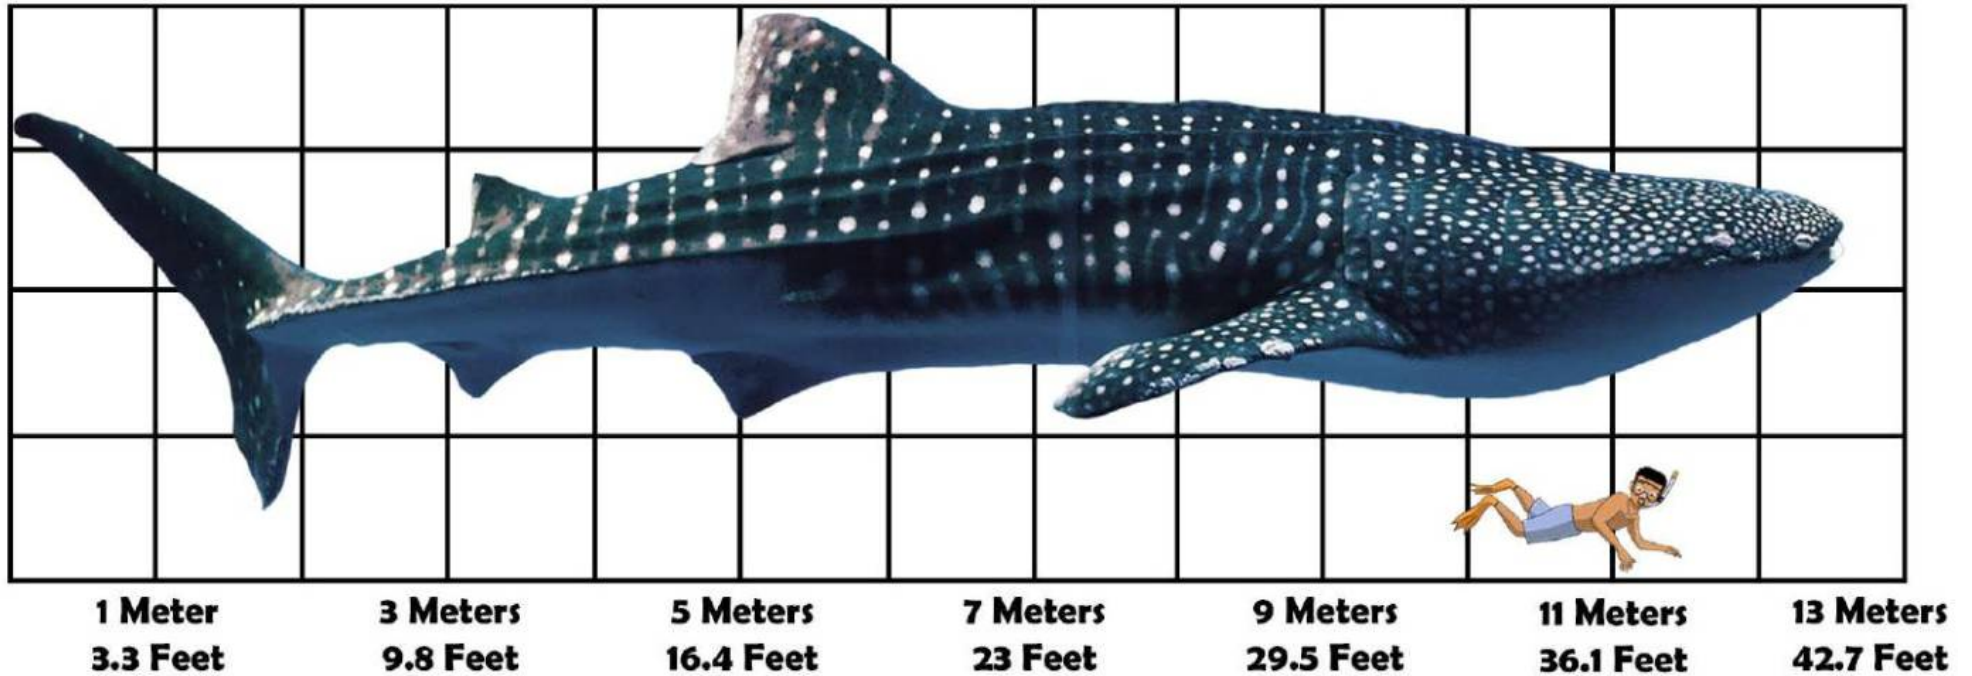 1 Meter 3 Meters 5 Meters 7 Meters 9 Meters 11 Meters 13 Meters
3.3 Feet 9.8 Feet 16.4 Feet 23 Feet 29.5 Feet 36.1 Feet 42.7 Feet